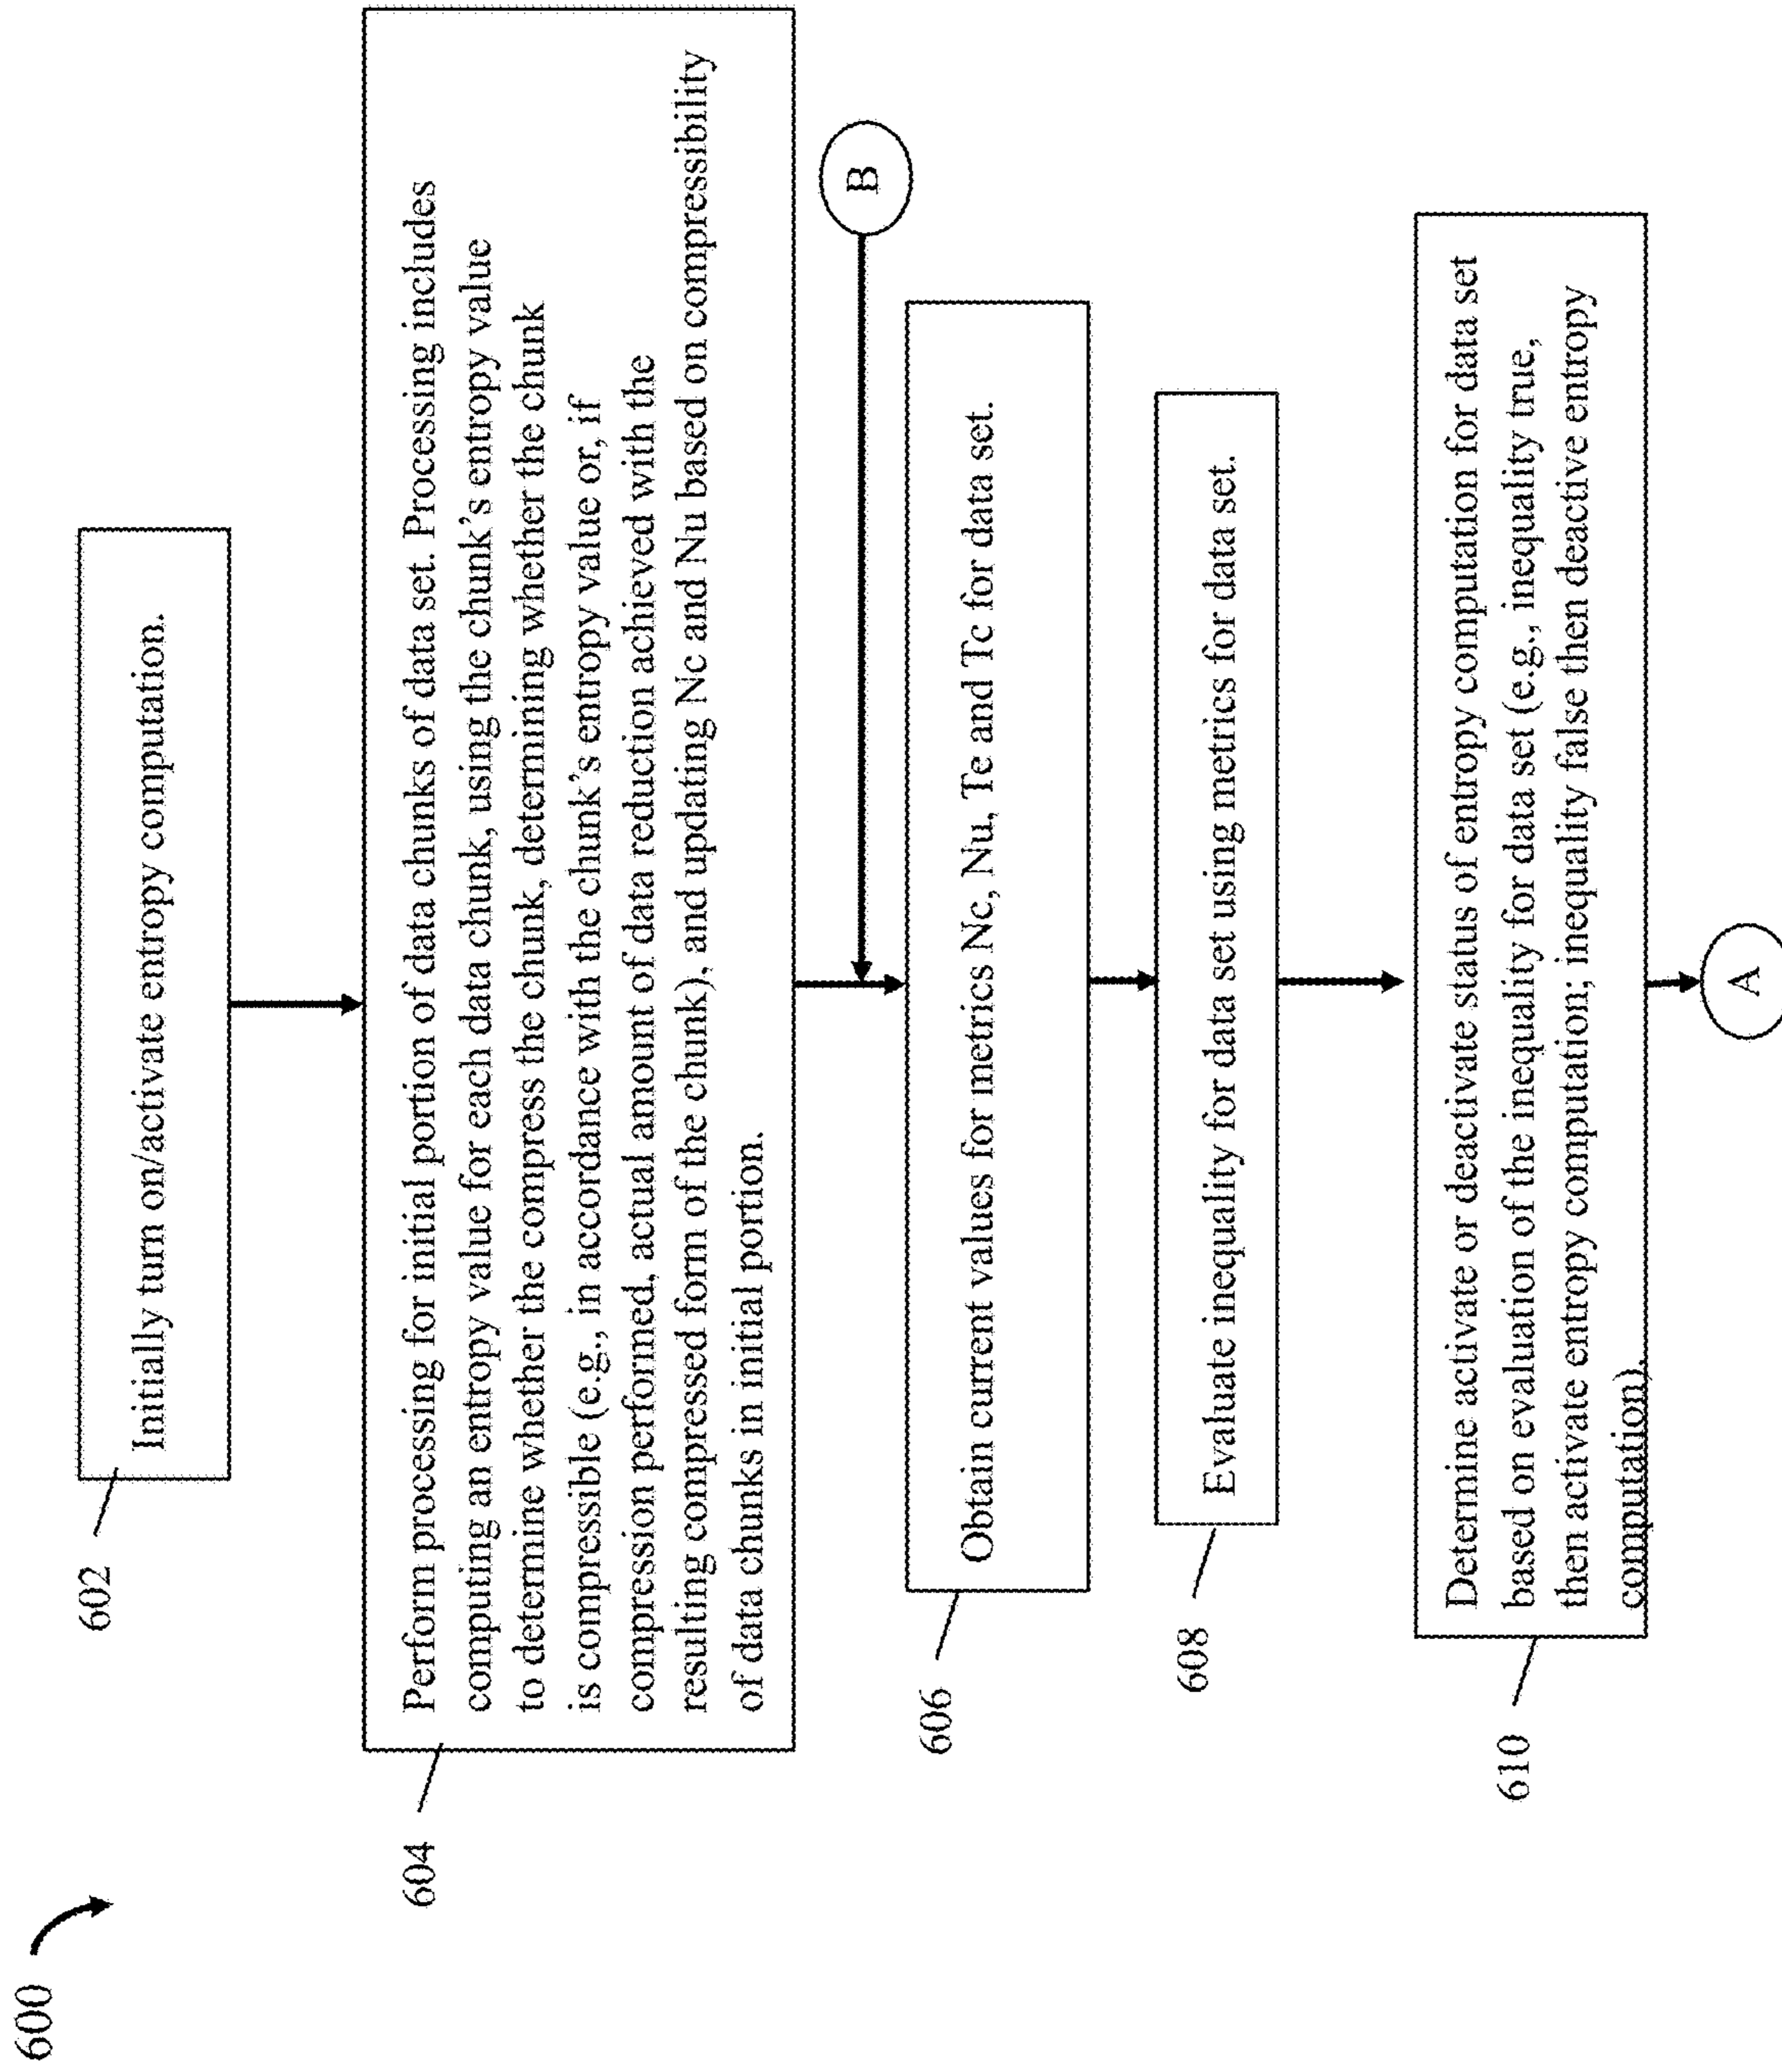 600
602
Initially turn on/activate entropy computation.
604
Perform processing for initial portion of data chunks of data set. Processing includes
computing an entropy value for each data chunk, using the chunk's entropy value
to determine whether the compress the chunk, determining whether the chunk
is compressible (e.g., in accordance with the chunk's entropy value or, if
compression performed, actual amount of data reduction achieved with the
resulting compressed form of the chunk), and updating Nc and Nu based on compressibility
of data chunks in initial portion.
B
606
Obtain current values for metrics Nc, Nu, Te and Tc for data set.
608
Evaluate inequality for data set using metrics for data set.
610
Determine activate or deactivate status of entropy computation for data set
based on evaluation of the inequality for data set (e.g., inequality true,
then activate entropy computation; inequality false then deactive entropy
computation).
A